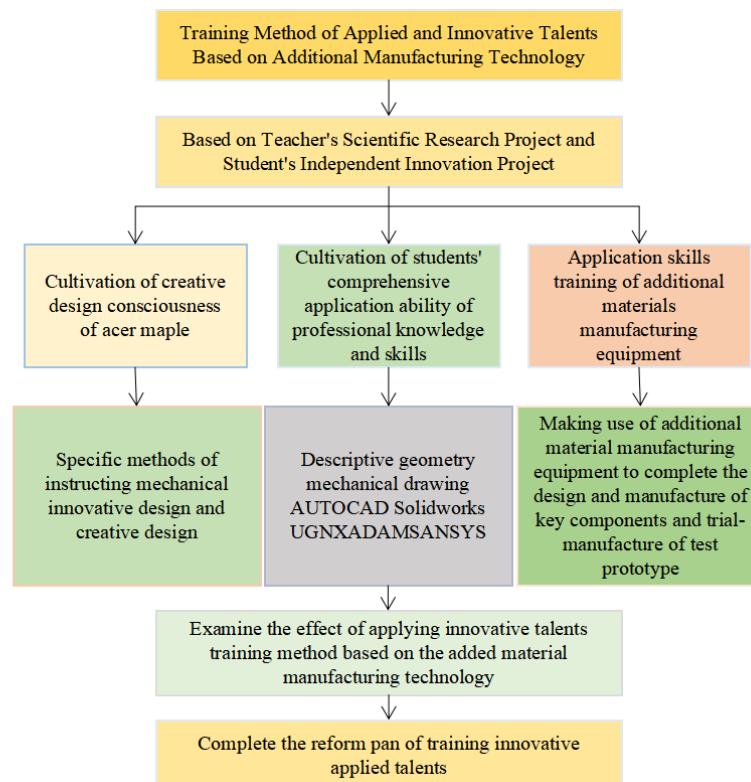 Training Method of Applied and Innovative Talents
Based on Additional Manufacturing Technology
Based on Teacher's Scientific Research Project and
Student's Independent Innovation Project
Cultivation of creative
design consciousness
of acer maple
Cultivation of students'
comprehensive
application ability of
professional knowledge
and skills
Application skills
training of additional
materials
manufacturing
equipment
Specific methods of
instructing mechanical
innovative design and
creative design
Descriptive geometry
mechanical drawing
AUTOCAD Solidworks
UGNXADAMSANSYS
Making use of additional
material manufacturing
equipment to complete the
design and manufacture of
key components and trial-
manufacture of test
prototype
Examine the effect of applying innovative talents
training method based on the added material
manufacturing technology
Complete the reform pan of training innovative
applied talents